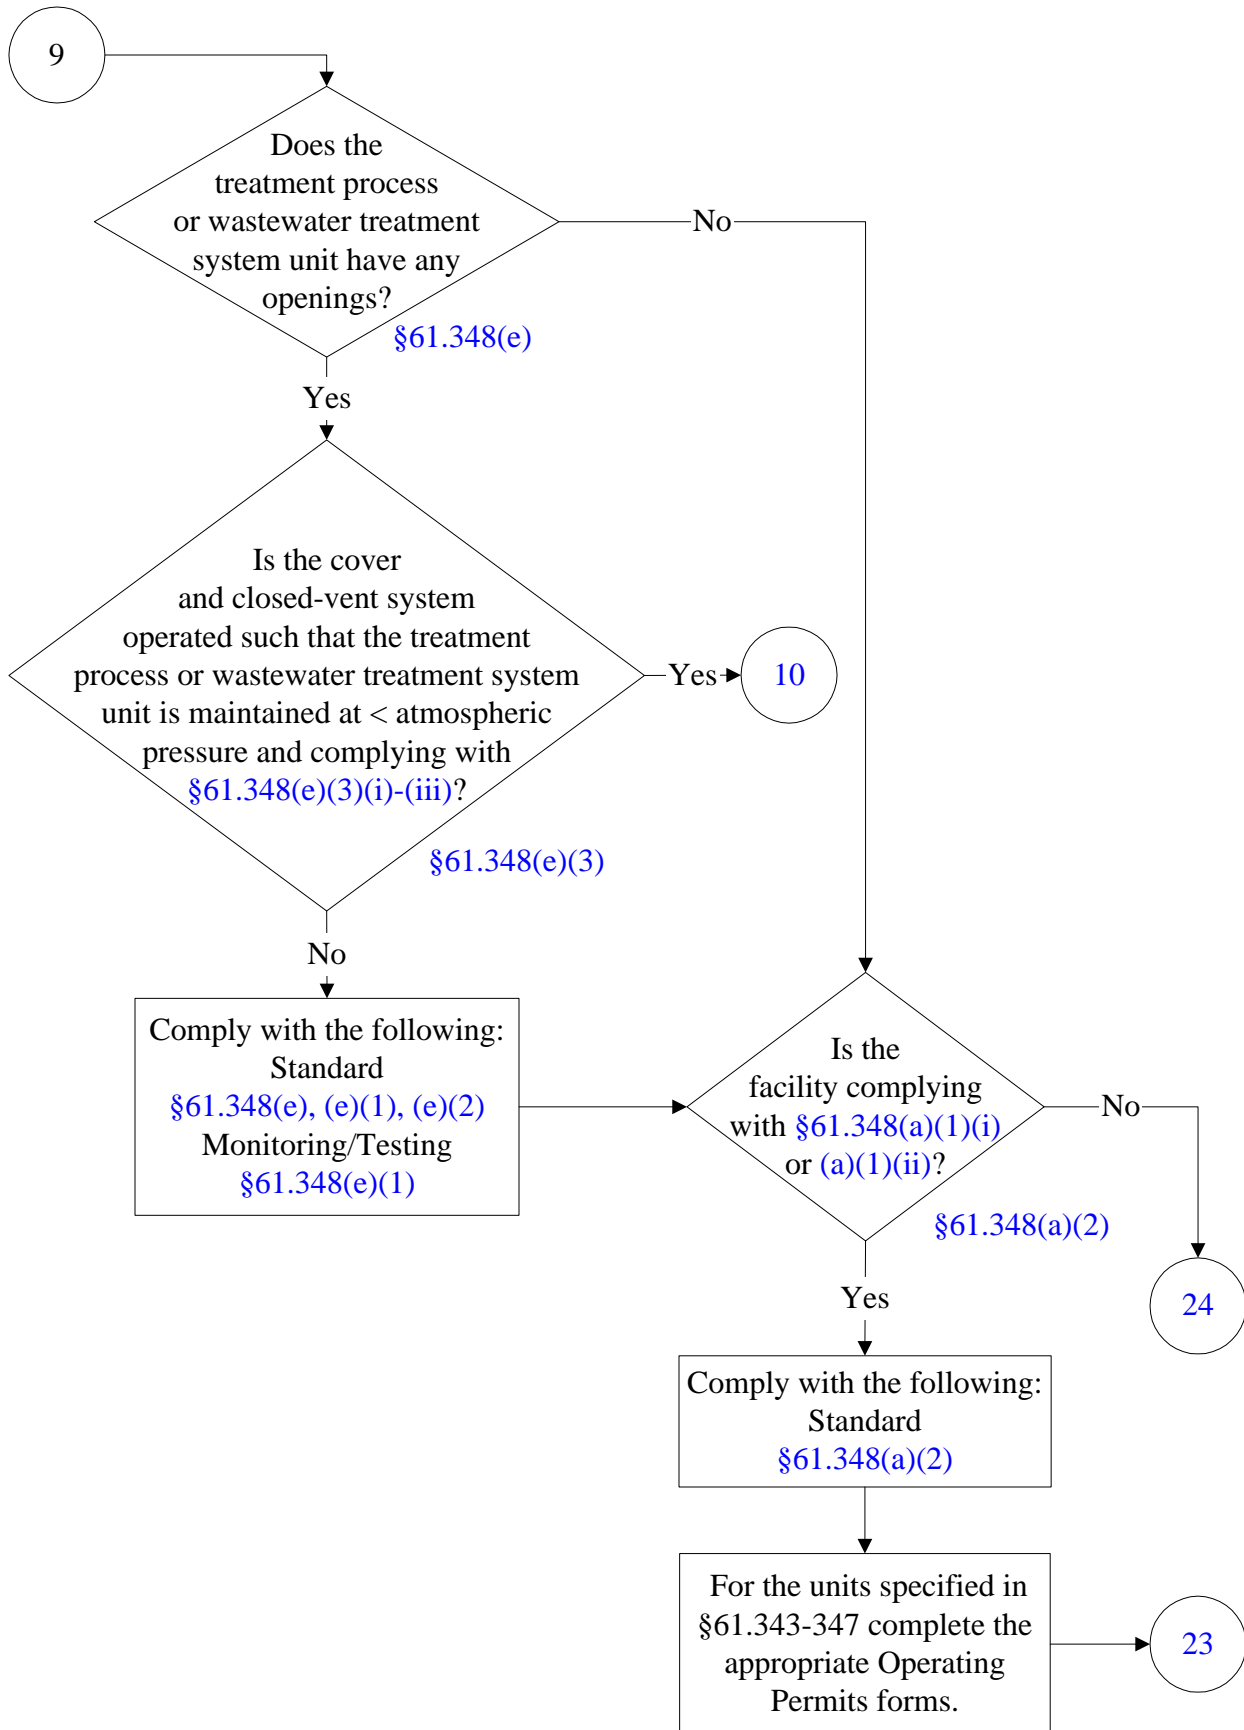 9
Does the
treatment process
or wastewater treatment
system unit have any
openings?
No
§61.348(e)
Yes
Is the cover
and closed-vent system
operated such that the treatment
process or wastewater treatment system
unit is maintained at < atmospheric
pressure and complying with
§61.348(e)(3)(i)-(iii)?
Yes
10
§61.348(e)(3)
No
Comply with the following:
Standard
§61.348(e), (e)(1), (e)(2)
Monitoring/Testing
§61.348(e)(1)
Is the
facility complying
with §61.348(a)(1)(i)
or (a)(1)(ii)?
No
§61.348(a)(2)
24
Yes
Comply with the following:
Standard
§61.348(a)(2)
For the units specified in
§61.343-347 complete the
appropriate Operating
Permits forms.
23